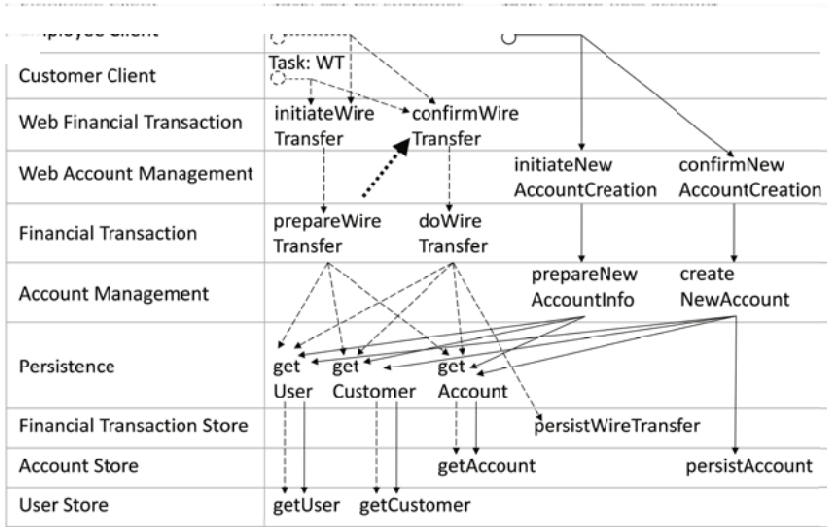 Customer Client
Task: WT
Web Financial Transaction
initiateWire
Transfer
confirmWire
Transfer
Web Account Management
initiateNew
AccountCreation
confirmNew
AccountCreation
Financial Transaction
prepareWire
Transfer
doWire
Transfer
Account Management
prepareNew
AccountInfo
create
NewAccount
Persistence
get
User
get
Customer
get
Account
Financial Transaction Store
persistWireTransfer
Account Store
getAccount
persistAccount
User Store
getUser
getCustomer